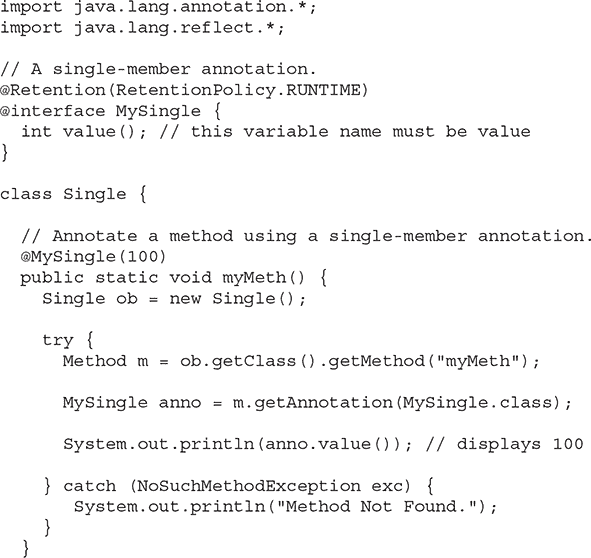 import java.lang.annotation.*;
import java.lang.reflect.*;

// A single-member annotation.
@Retention(RetentionPolicy.RUNTIME)
@interface MySingle {
  int value(); // this variable name must be value
}

class Single {

  // Annotate a method using a single-member annotation.
  @MySingle(100)
  public static void myMeth() {
    Single ob = new Single();

    try {
      Method m = ob.getClass().getMethod("myMeth");

      MySingle anno = m.getAnnotation(MySingle.class);

      System.out.println(anno.value()); // displays 100

    } catch (NoSuchMethodException exc) {
       System.out.println("Method Not Found.");
    }
  }